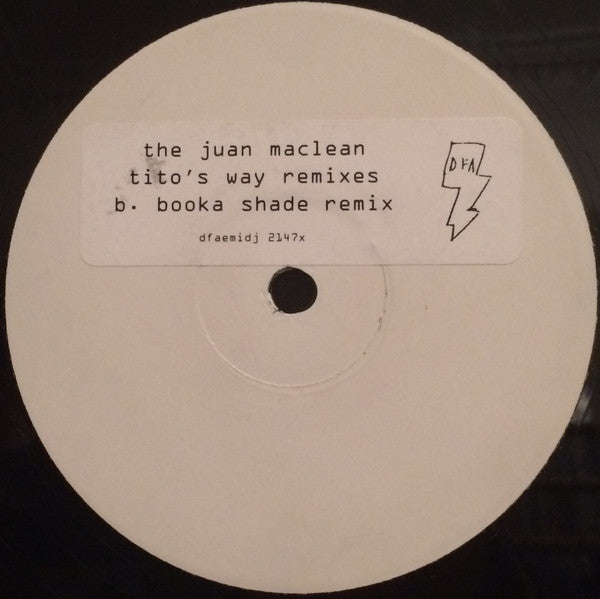 the juan maclean
tito's way remixes
b. booka shade remix
dfaemidj 2147x
DFA